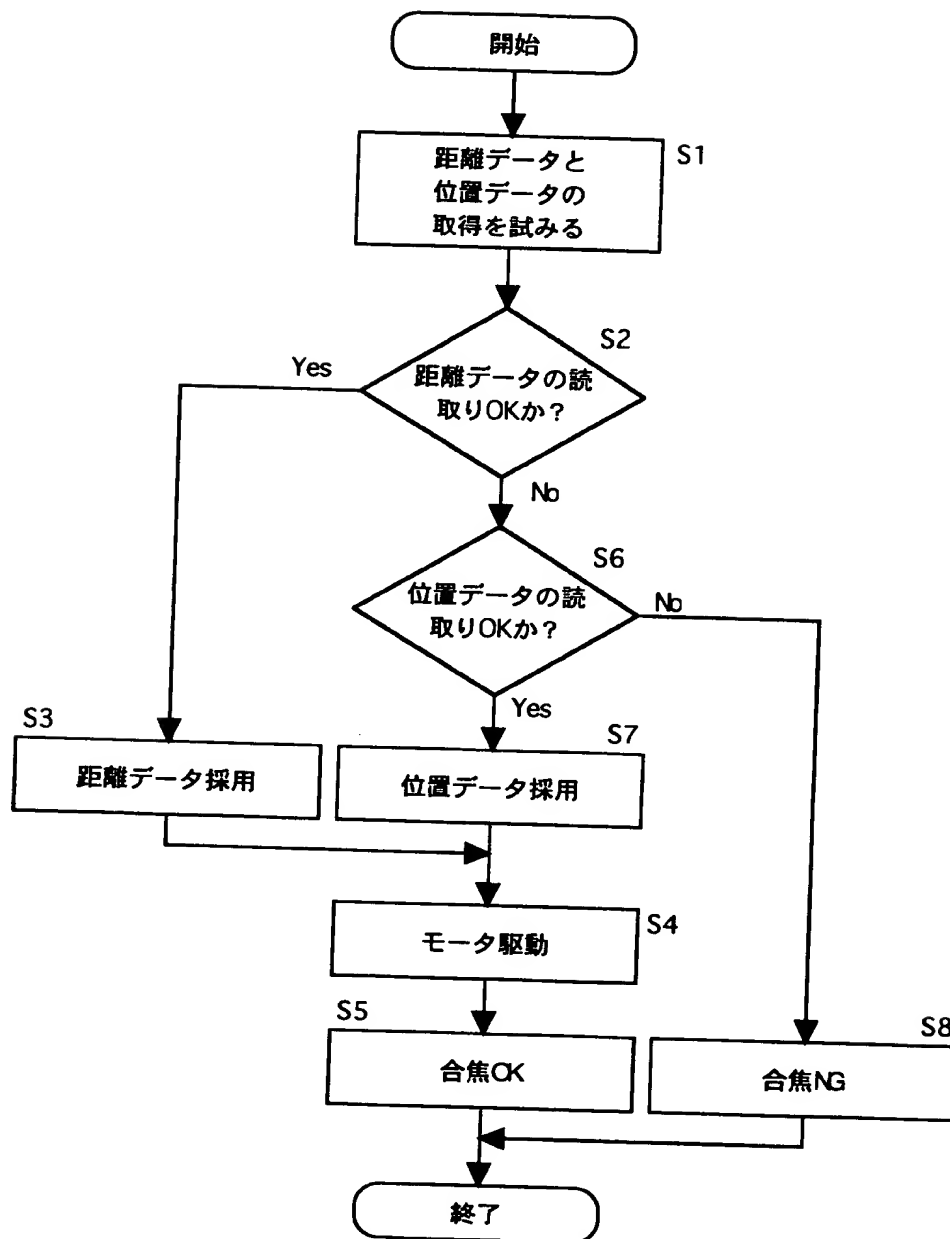 開始
S1
距離データと
位置データの
取得を試みる
S2
Yes
距離データの読
取りOKか？
No
S6
位置データの読
取りOKか？
No
Yes
S3
距離データ採用
S7
位置データ採用
S4
モータ駆動
S5
合焦OK
S8
合焦NG
終了